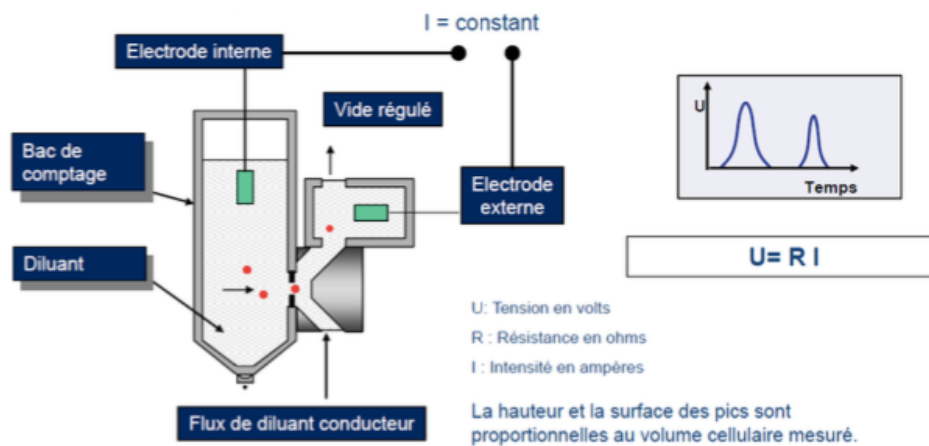 I = constant
Electrode interne
Vide régulé
Bac de
comptage
Electrode
externe
Diluant
Flux de diluant conducteur
U
Temps
U= R I
U: Tension en volts
R : Résistance en ohms
I : Intensité en ampères
La hauteur et la surface des pics sont
proportionnelles au volume cellulaire mesuré.